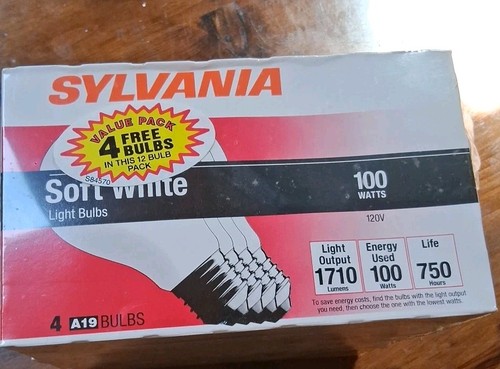 SYLVANIA
VALUE PACK
4 FREE
BULBS
IN THIS 12 BULB
PACK
S84570
Soft White
Light Bulbs
100
WATTS
120V
Light
Output
1710
Lumens
Energy
Used
100
Watts
Life
750
Hours
To save energy costs, find the bulbs with the light output
you need, then choose the one with the lowest watts.
4 A19 BULBS